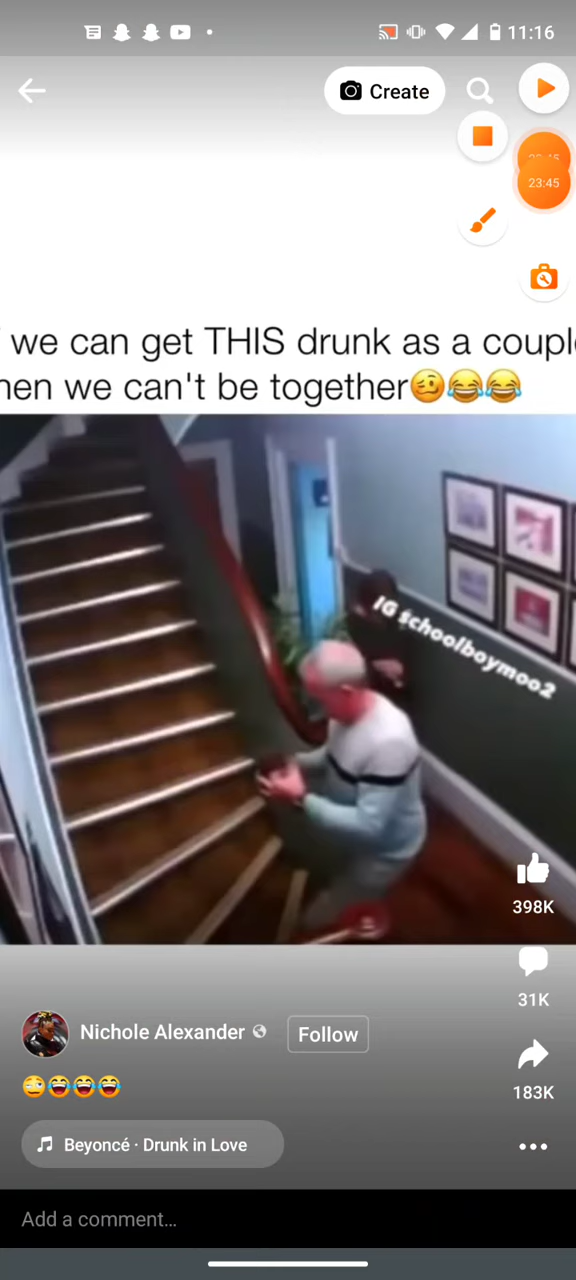 11:16
Create
23:45
we can get THIS drunk as a couple
hen we can't be together🥴😂😂
IG schoolboymoo2
398K
31K
Nichole Alexander
Follow
183K
🥴😂😂😂
Beyoncé · Drunk in Love
Add a comment...